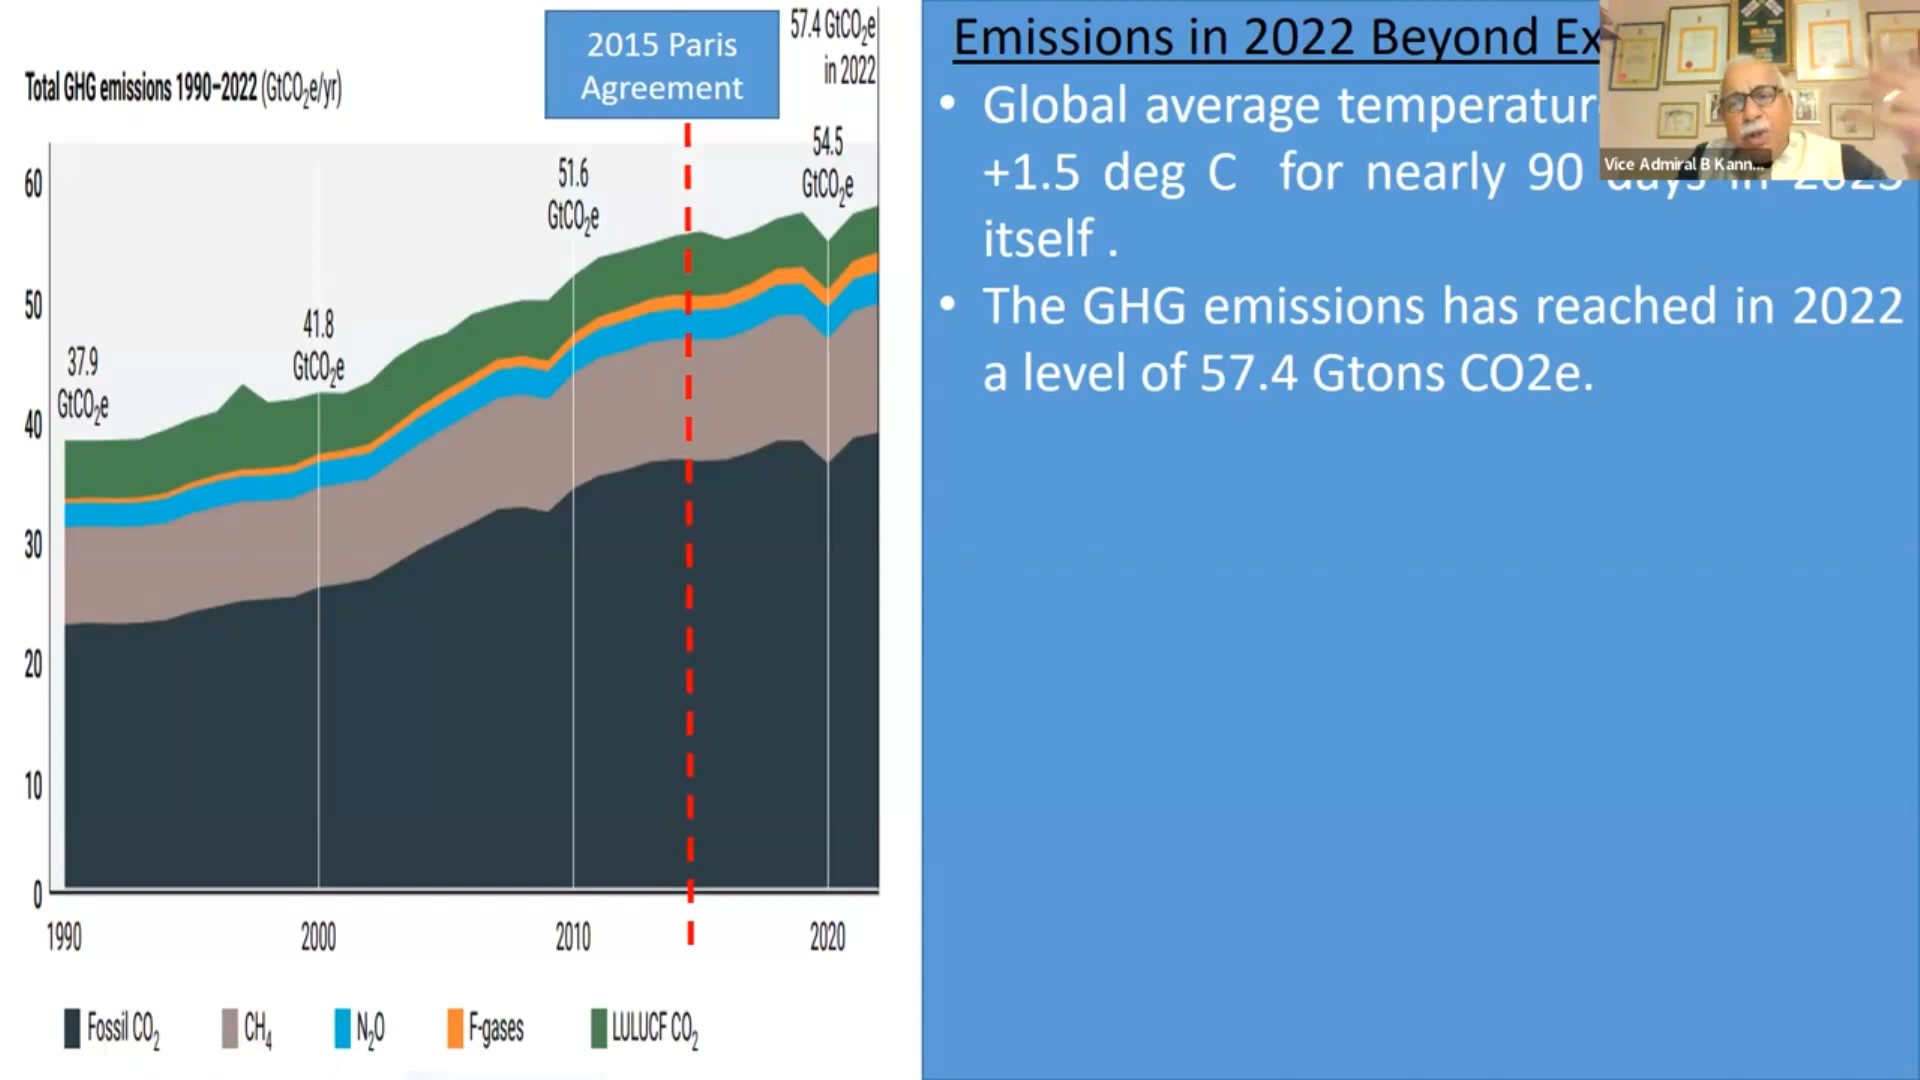 2015 Paris
Agreement
57.4 GtCO₂e
in 2022
Total GHG emissions 1990–2022 (GtCO₂e/yr)
54.5
GtCO₂e
51.6
GtCO₂e
41.8
GtCO₂e
37.9
GtCO₂e
60
50
40
30
20
10
0
1990 2000 2010 2020
Fossil CO₂ CH₄ N₂O F-gases LULUCF CO₂
Emissions in 2022 Beyond
• Global average
+1.5 deg C for nearly 90 days in 2023
itself .
• The GHG emissions has reached in 2022
a level of 57.4 Gtons CO2e.
Vice Admiral B Kann...